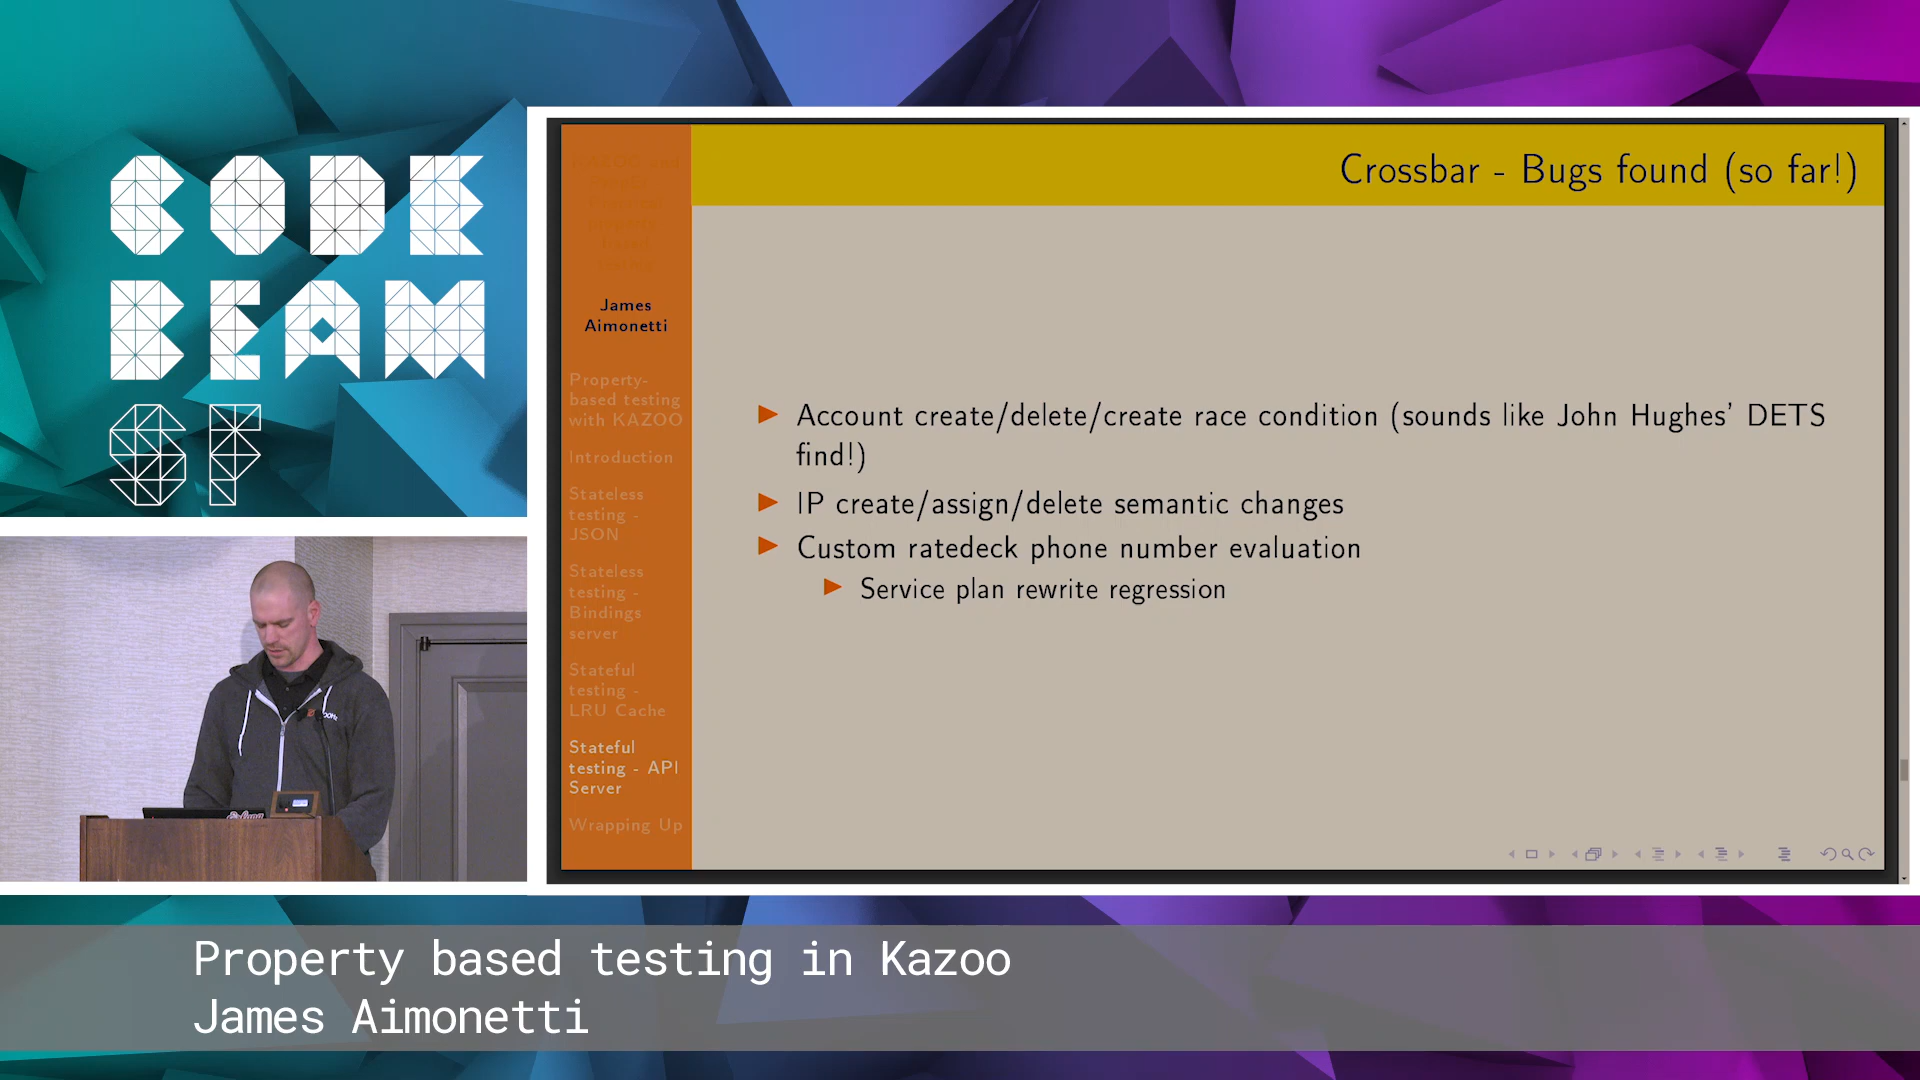 CODE
BEAM
SF
Crossbar - Bugs found (so far!)
James
Aimonetti
Property-
based testing
with KAZOO
Introduction
Stateless
testing -
JSON
Stateless
testing -
Bindings
server
Stateful
testing -
LRU Cache
Stateful
testing - API
Server
Wrapping Up
Account create/delete/create race condition (sounds like John Hughes' DETS
find!)
IP create/assign/delete semantic changes
Custom ratedeck phone number evaluation
Service plan rewrite regression
Property based testing in Kazoo
James Aimonetti